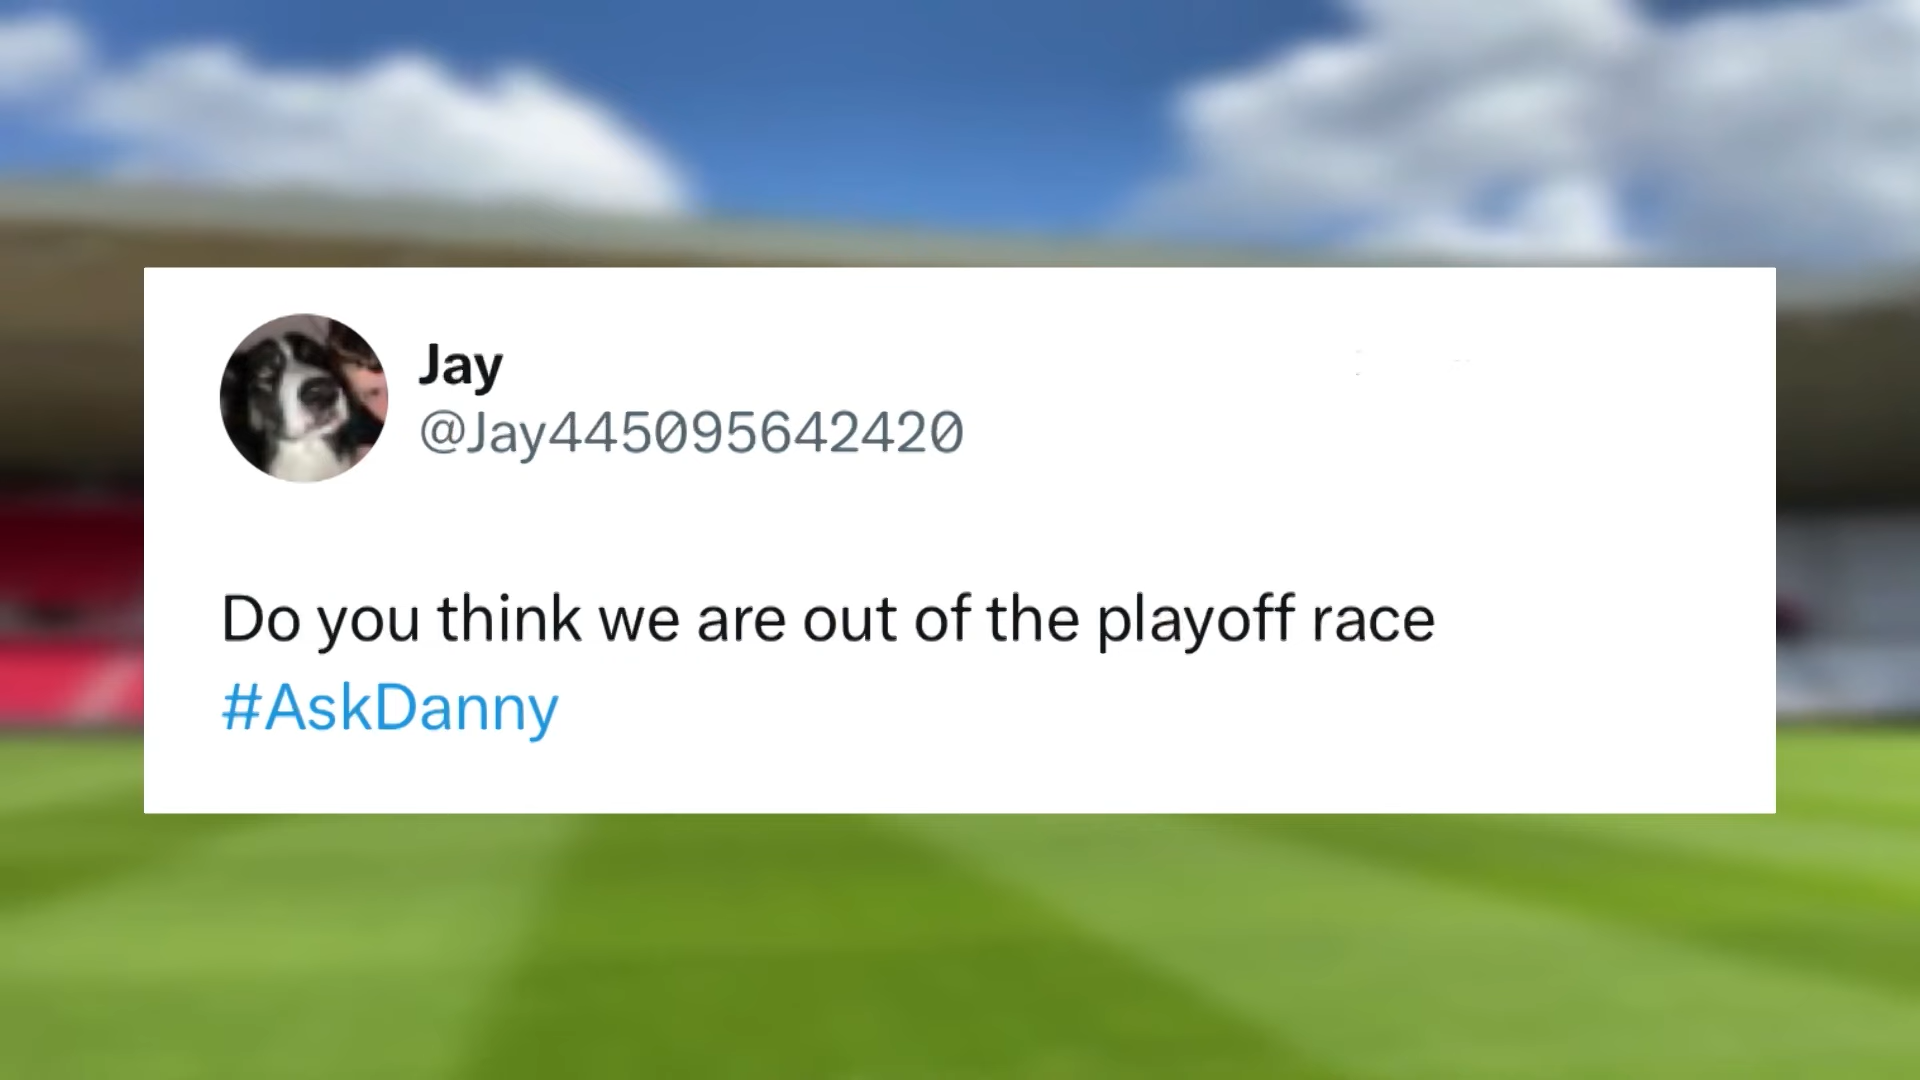 Jay
@Jay445095642420
Do you think we are out of the playoff race
#AskDanny